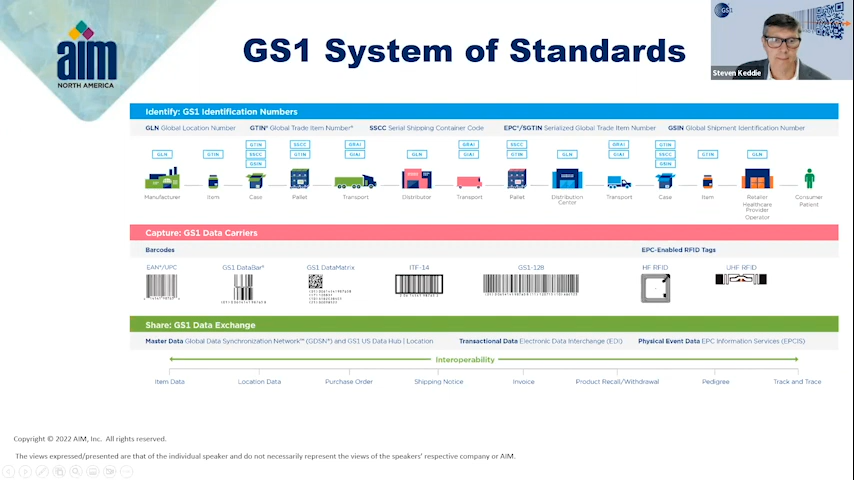 aim
NORTH AMERICA
GS1 System of Standards
GS1
Steven Keddie
Identify: GS1 Identification Numbers
GLN Global Location Number
GTIN® Global Trade Item Number®
SSCC Serial Shipping Container Code
EPC®/SGTIN Serialized Global Trade Item Number
GSIN Global Shipment Identification Number
GTIN SSCC GRAI GRAI SSCC GRAI GTIN
GLN GTIN SSCC GTIN GIAI GLN GIAI GTIN GLN GIAI SSCC GTIN GLN
GSIN GSIN
Manufacturer Item Case Pallet Transport Distributor Transport Pallet Distribution Transport Case Item Retailer Consumer
Center Healthcare Patient
Provider
Operator
Capture: GS1 Data Carriers
Barcodes
EPC-Enabled RFID Tags
EAN®/UPC GS1 DataBar® GS1 DataMatrix ITF-14 GS1-128 HF RFID UHF RFID
Share: GS1 Data Exchange
Master Data Global Data Synchronization Network™ (GDSN®) and GS1 US Data Hub | Location
Transactional Data Electronic Data Interchange (EDI)
Physical Event Data EPC Information Services (EPCIS)
Interoperability
Item Data Location Data Purchase Order Shipping Notice Invoice Product Recall/Withdrawal Pedigree Track and Trace
Copyright © 2022 AIM, Inc. All rights reserved.
The views expressed/presented are that of the individual speaker and do not necessarily represent the views of the speakers' respective company or AIM.